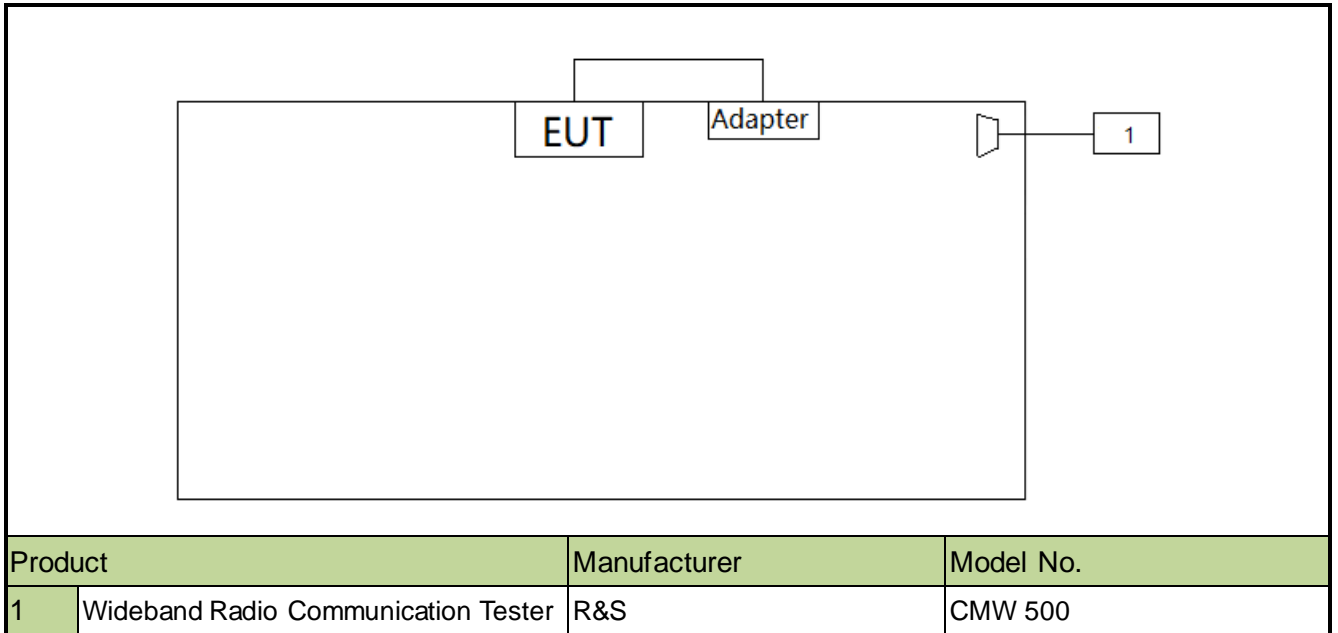 EUT
Adapter
1
Product Manufacturer Model No.
1 Wideband Radio Communication Tester R&S CMW 500